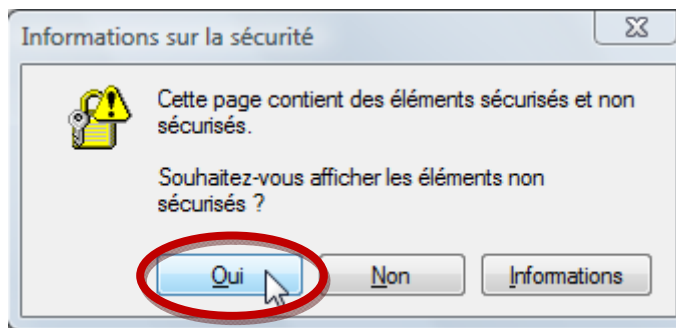 Informations sur la sécurité
Cette page contient des éléments sécurisés et non
sécurisés.
Souhaitez-vous afficher les éléments non
sécurisés ?
Oui Non Informations